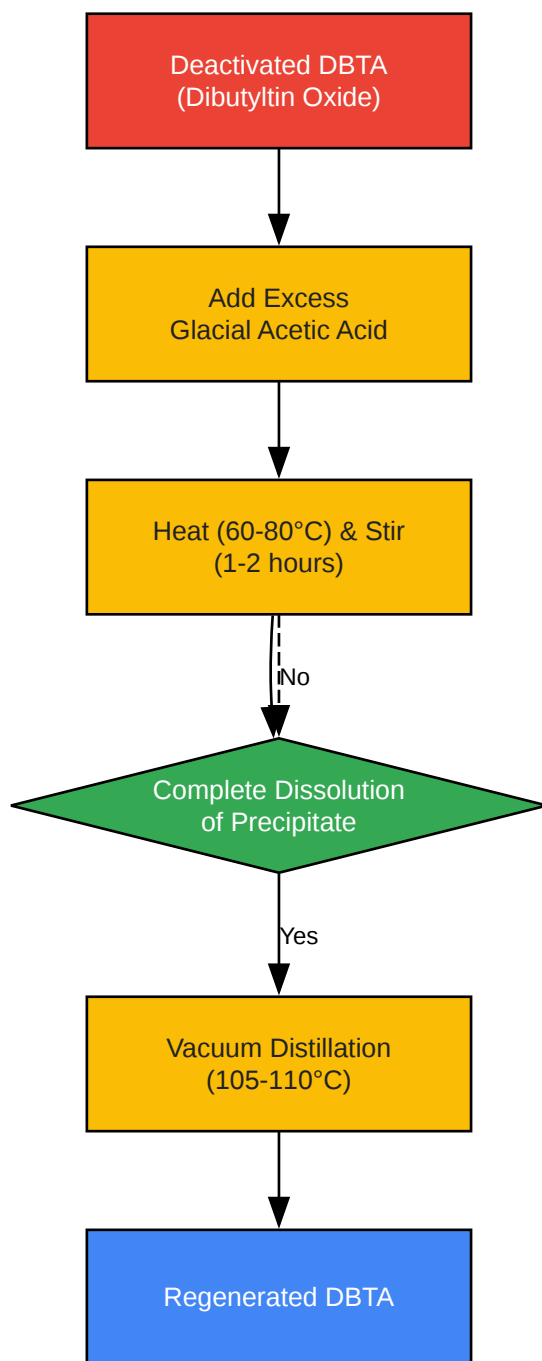 Deactivated DBTA
(Dibutyltin Oxide)
Add Excess
Glacial Acetic Acid
Heat (60-80°C) & Stir
(1-2 hours)
No
Complete Dissolution
of Precipitate
Yes
Vacuum Distillation
(105-110°C)
Regenerated DBTA